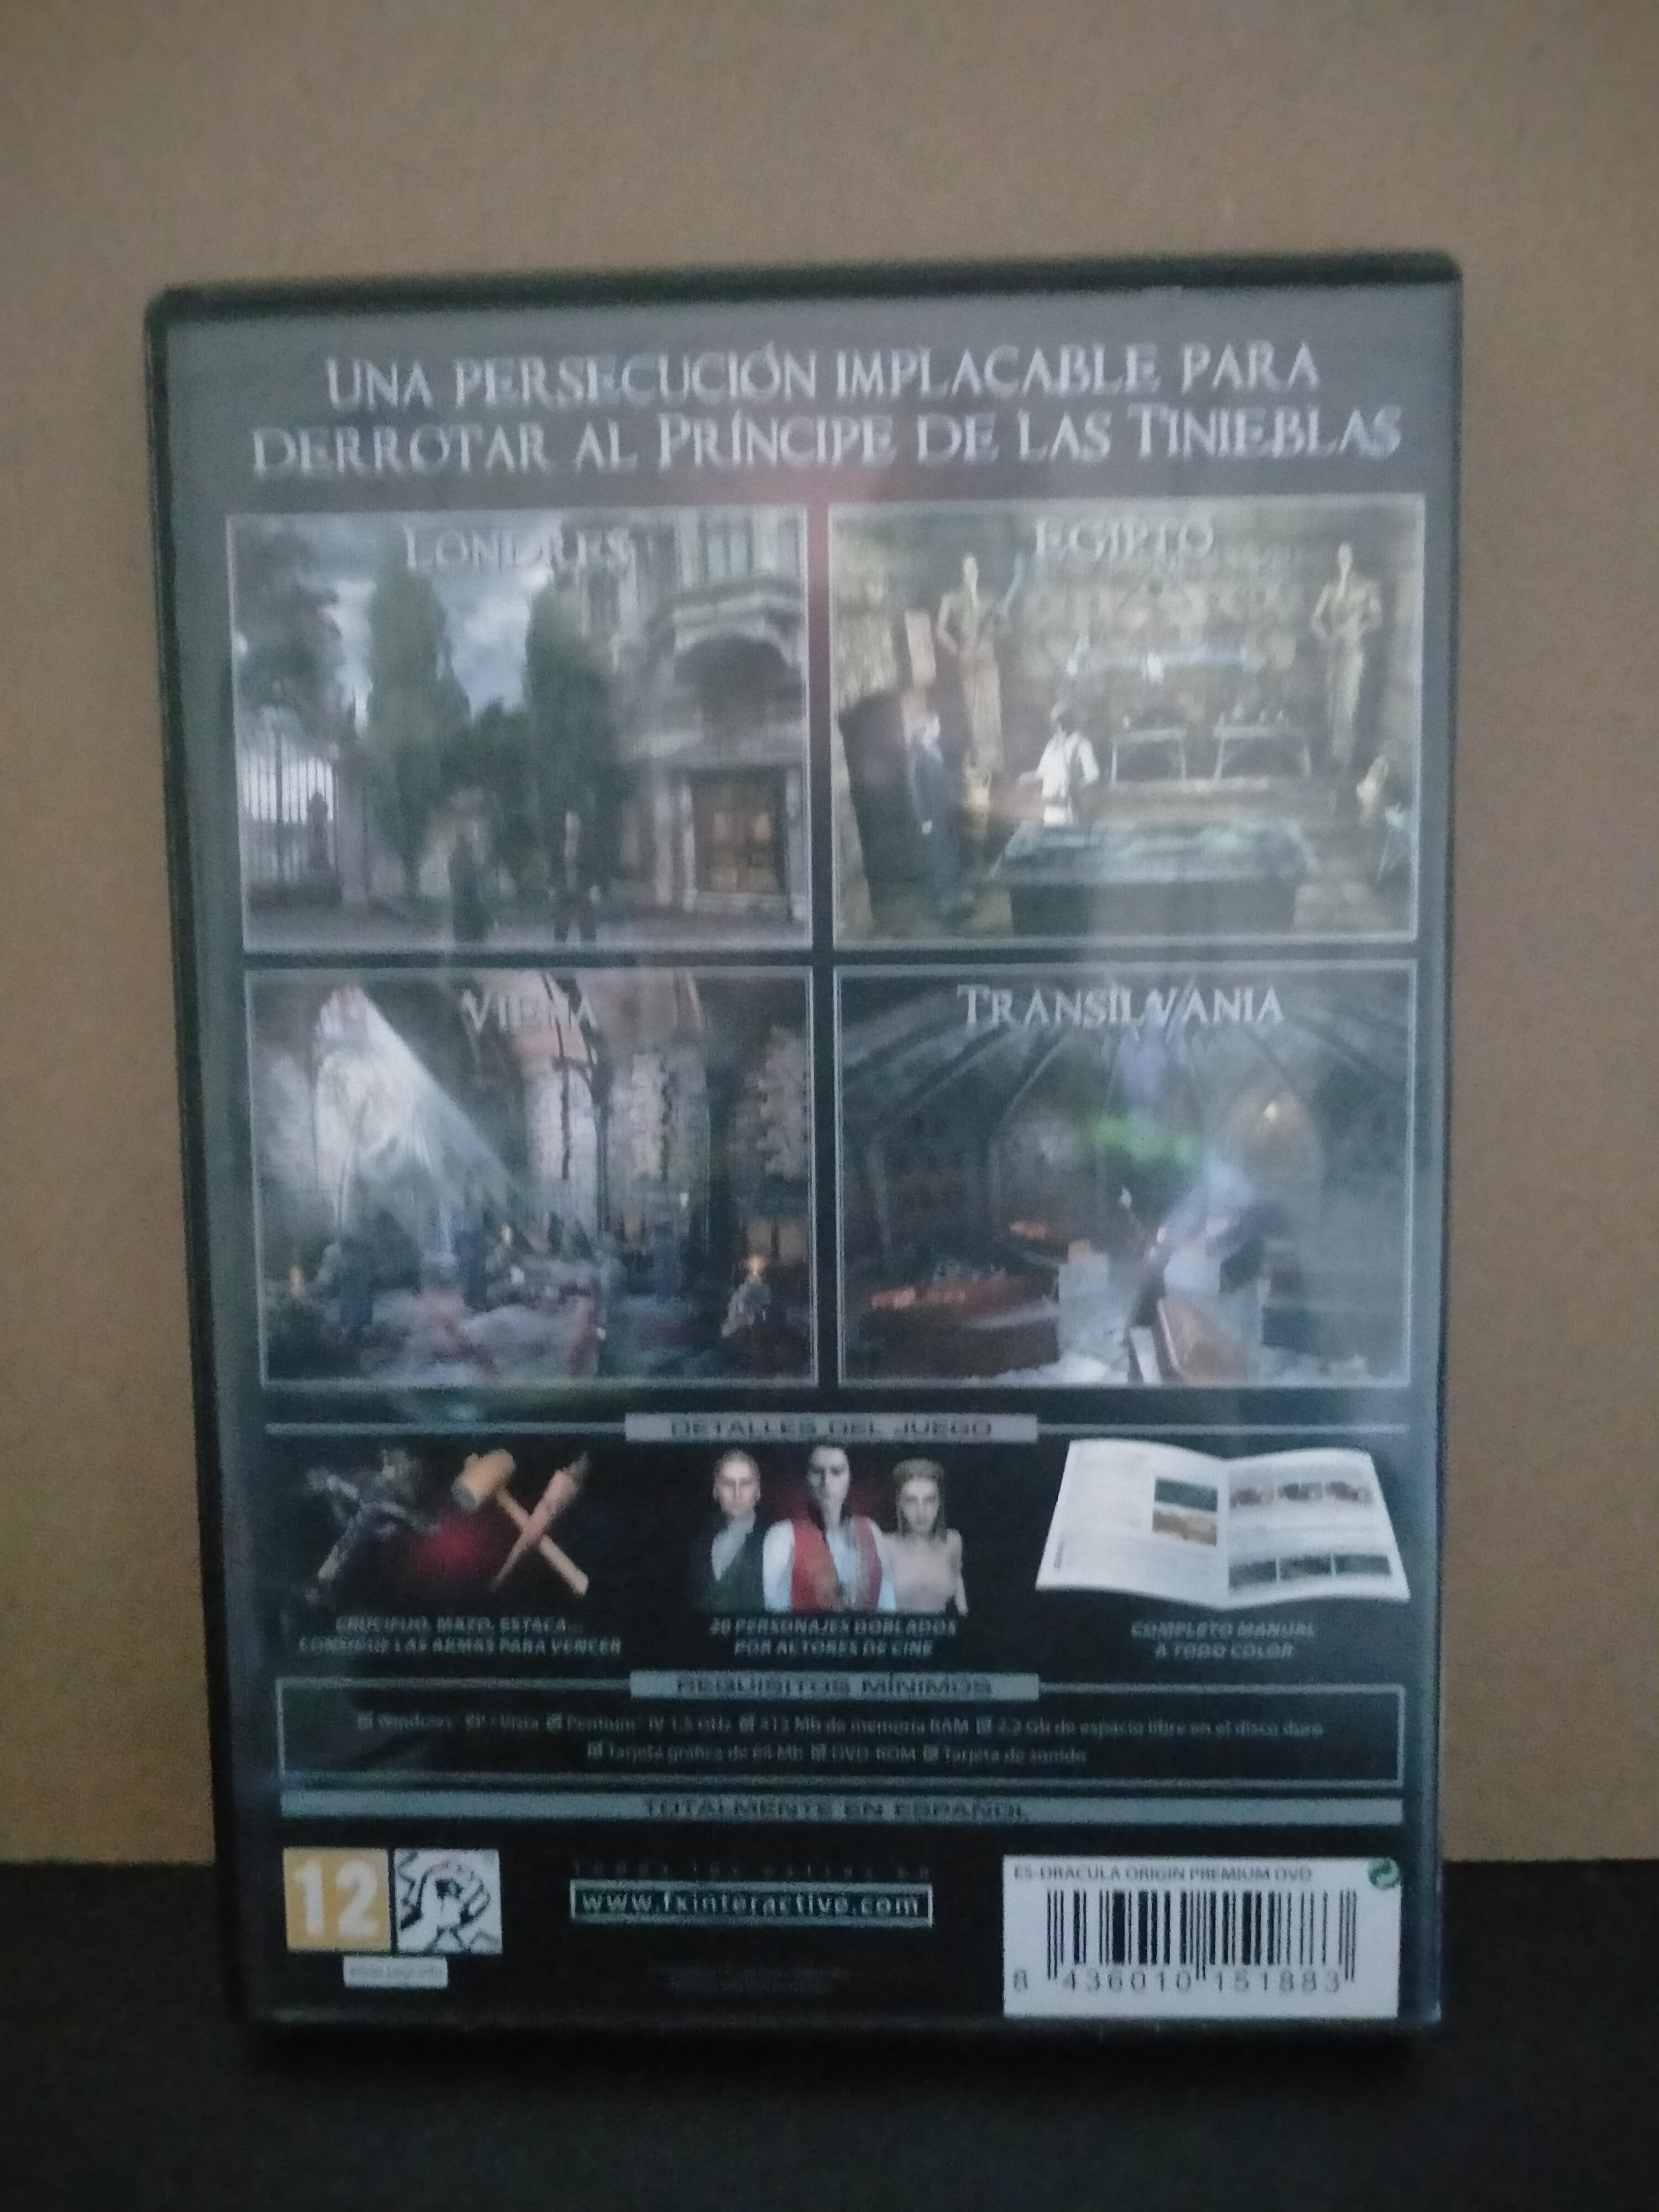 UNA PERSECUCIÓN IMPLACABLE PARA
DERROTAR AL PRÍNCIPE DE LAS TINIEBLAS
LONDRES
EGIPTO
VIENA
TRANSILVANIA
DETALLES DEL JUEGO
CRUCIFIJO, MAZO, ESTACA...
CONSIGUE LAS ARMAS PARA VENCER
20 PERSONAJES DOBLADOS
POR ACTORES DE CINE
COMPLETO MANUAL
A TODO COLOR
REQUISITOS MÍNIMOS
Windows® XP / Vista Pentium® IV 1,5 GHz 512 Mb de memoria RAM 2,2 Gb de espacio libre en el disco duro
Tarjeta gráfica de 64 Mb DVD-ROM Tarjeta de sonido
TOTALMENTE EN ESPAÑOL
12
www.pegi.info
www.fxinteractive.com
ES-DRACULA ORIGIN PREMIUM DVD
8 436010 151883